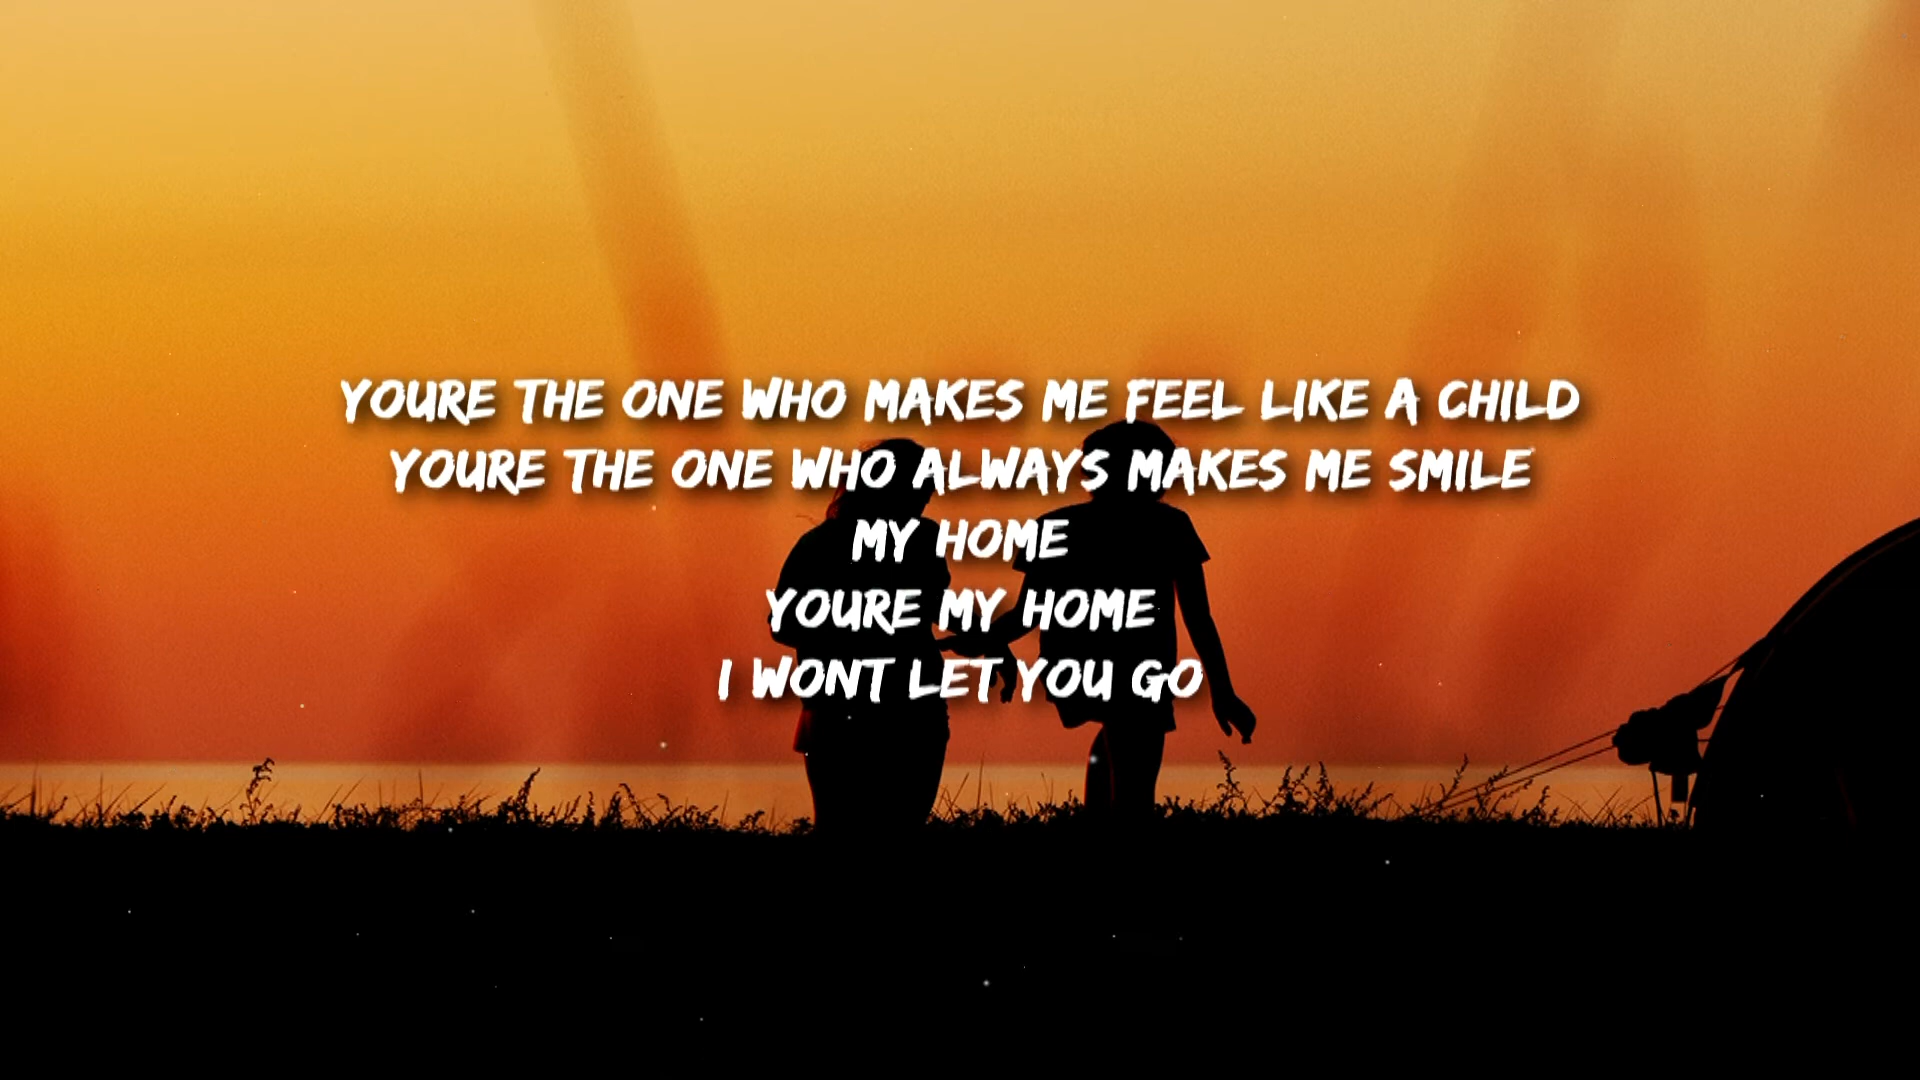 YOURE THE ONE WHO MAKES ME FEEL LIKE A CHILD
YOURE THE ONE WHO ALWAYS MAKES ME SMILE
MY HOME
YOURE MY HOME
I WONT LET YOU GO